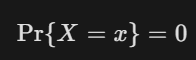 Pr{X = x} = 0